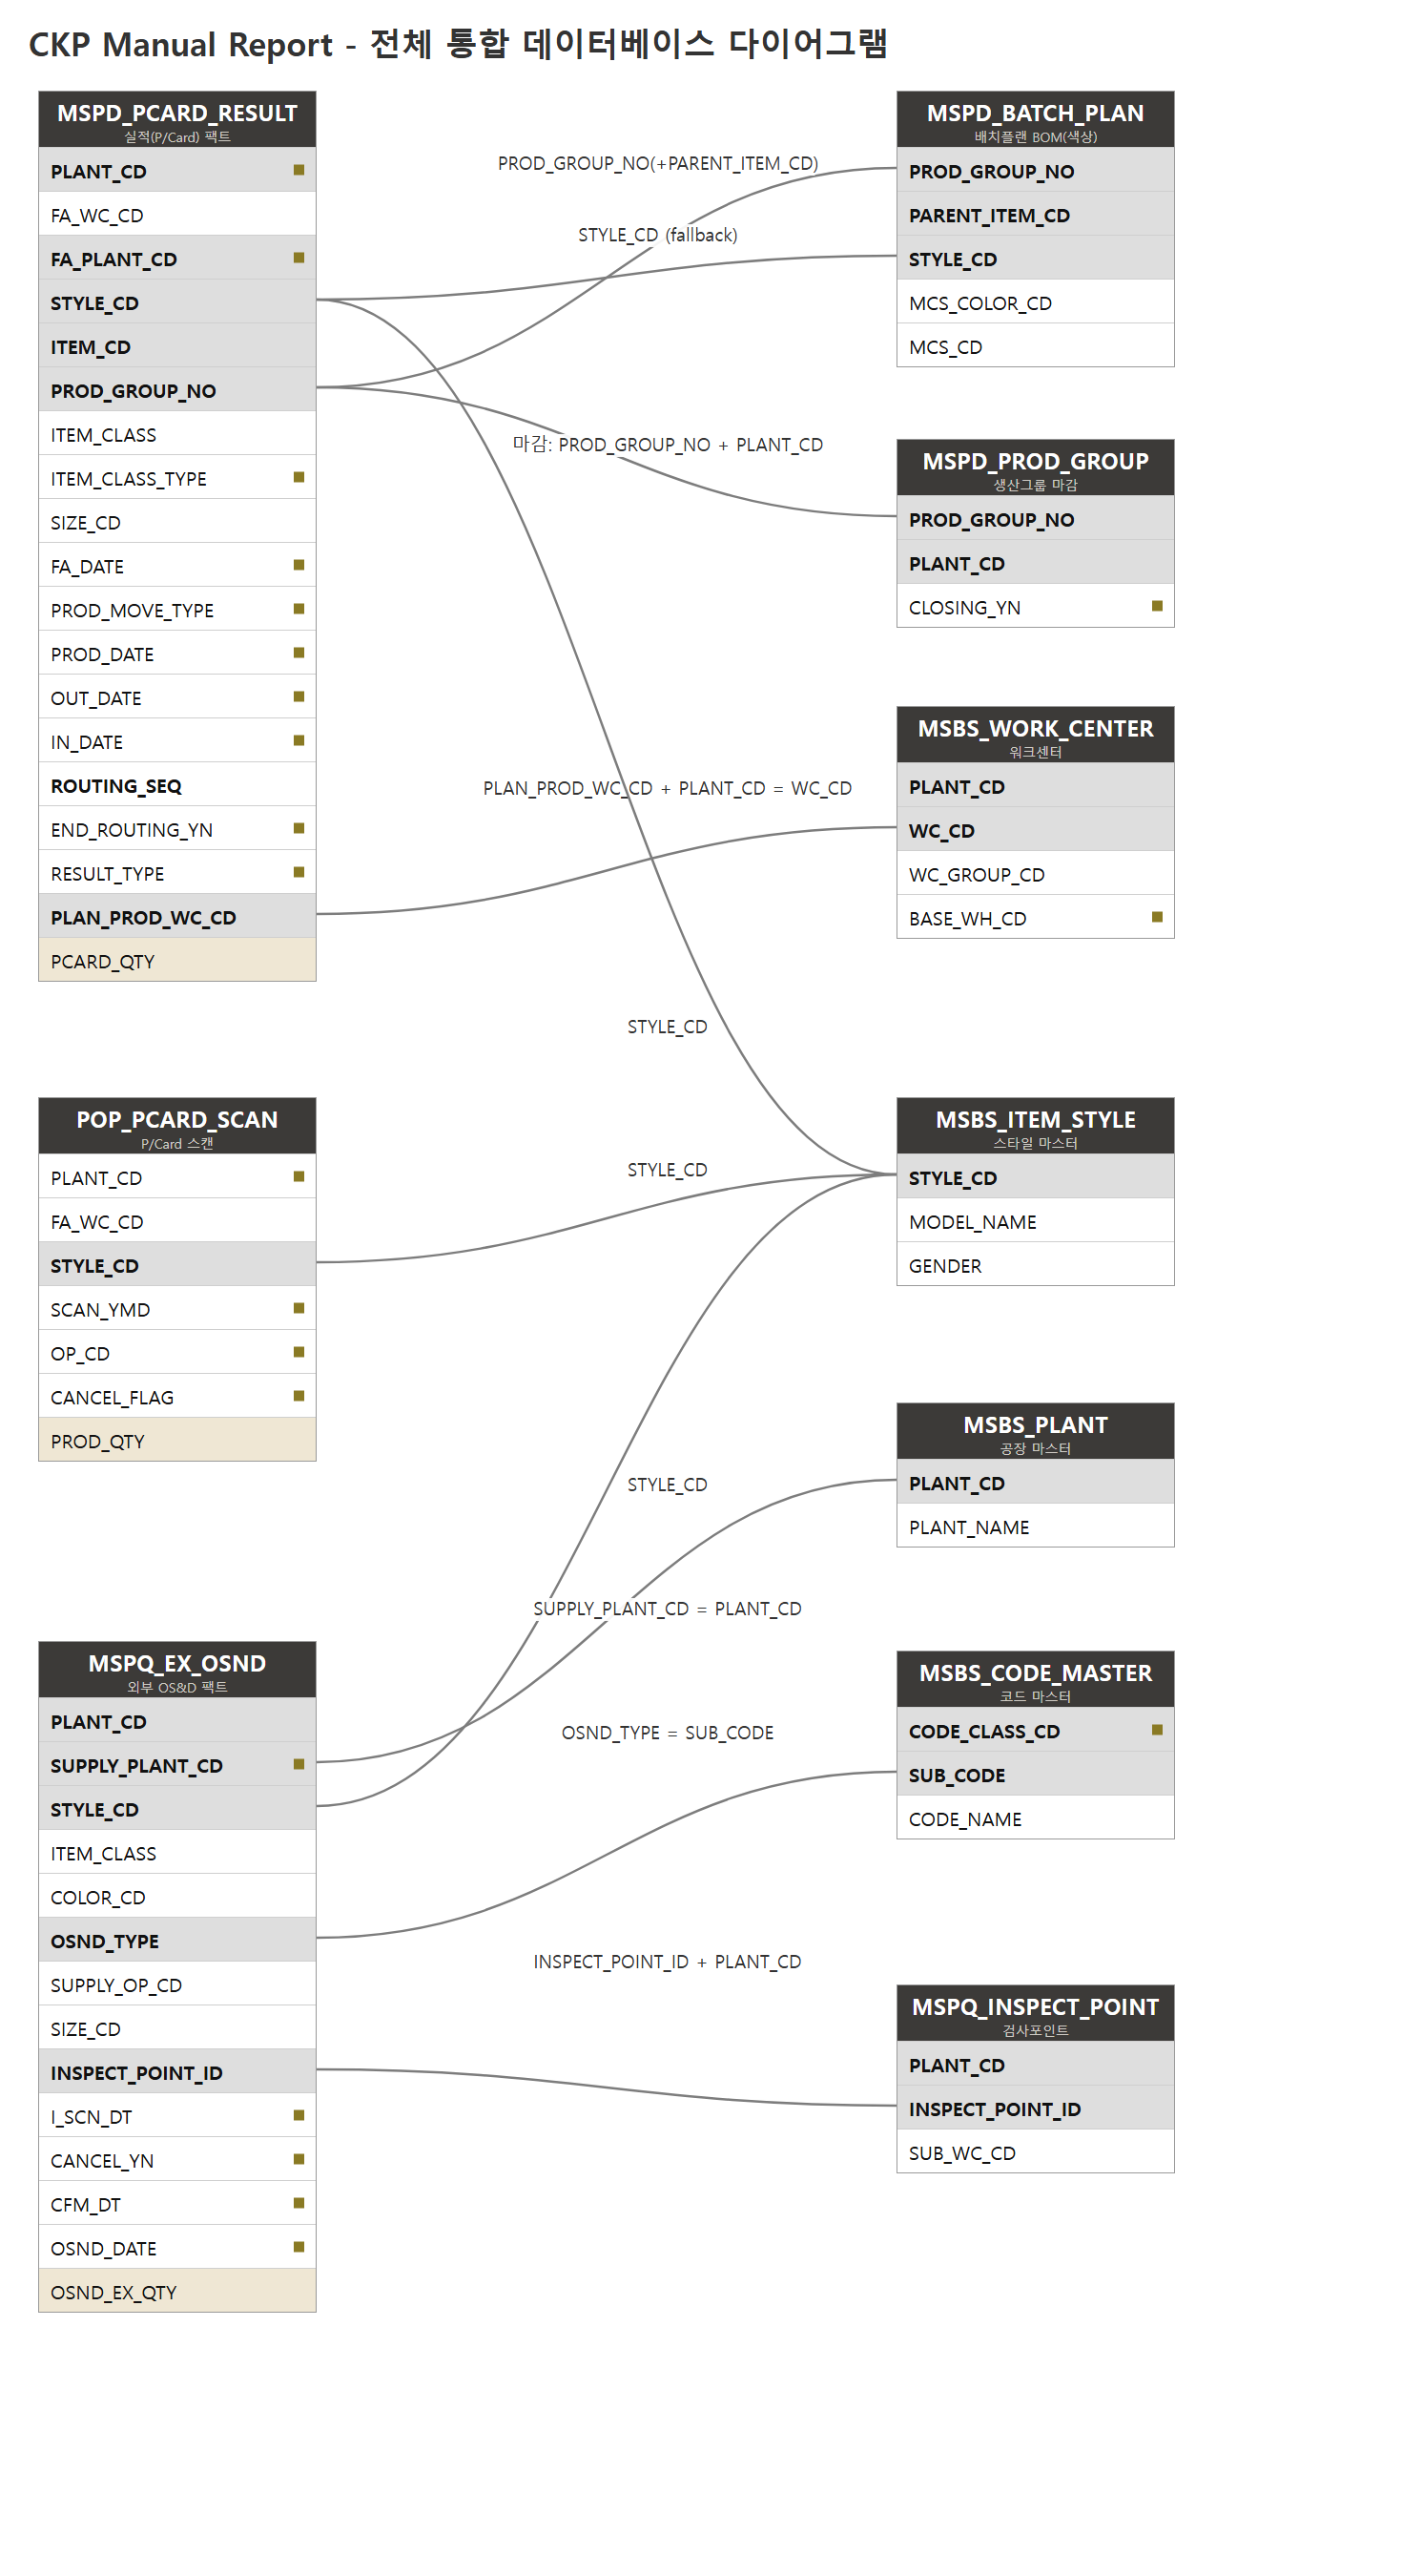 CKP Manual Report - 전체 통합 데이터베이스 다이어그램
MSPD_PCARD_RESULT
실적(P/Card) 팩트
PLANT_CD
FA_WC_CD
FA_PLANT_CD
STYLE_CD
ITEM_CD
PROD_GROUP_NO
ITEM_CLASS
ITEM_CLASS_TYPE
SIZE_CD
FA_DATE
PROD_MOVE_TYPE
PROD_DATE
OUT_DATE
IN_DATE
ROUTING_SEQ
END_ROUTING_YN
RESULT_TYPE
PLAN_PROD_WC_CD
PCARD_QTY
POP_PCARD_SCAN
P/Card 스캔
PLANT_CD
FA_WC_CD
STYLE_CD
SCAN_YMD
OP_CD
CANCEL_FLAG
PROD_QTY
MSPQ_EX_OSND
외부 OS&D 팩트
PLANT_CD
SUPPLY_PLANT_CD
STYLE_CD
ITEM_CLASS
COLOR_CD
OSND_TYPE
SUPPLY_OP_CD
SIZE_CD
INSPECT_POINT_ID
I_SCN_DT
CANCEL_YN
CFM_DT
OSND_DATE
OSND_EX_QTY
PROD_GROUP_NO(+PARENT_ITEM_CD)
STYLE_CD (fallback)
마감: PROD_GROUP_NO + PLANT_CD
PLAN_PROD_WC_CD + PLANT_CD = WC_CD
STYLE_CD
STYLE_CD
STYLE_CD
SUPPLY_PLANT_CD = PLANT_CD
OSND_TYPE = SUB_CODE
INSPECT_POINT_ID + PLANT_CD
MSPD_BATCH_PLAN
배치플랜 BOM(색상)
PROD_GROUP_NO
PARENT_ITEM_CD
STYLE_CD
MCS_COLOR_CD
MCS_CD
MSPD_PROD_GROUP
생산그룹 마감
PROD_GROUP_NO
PLANT_CD
CLOSING_YN
MSBS_WORK_CENTER
워크센터
PLANT_CD
WC_CD
WC_GROUP_CD
BASE_WH_CD
MSBS_ITEM_STYLE
스타일 마스터
STYLE_CD
MODEL_NAME
GENDER
MSBS_PLANT
공장 마스터
PLANT_CD
PLANT_NAME
MSBS_CODE_MASTER
코드 마스터
CODE_CLASS_CD
SUB_CODE
CODE_NAME
MSPQ_INSPECT_POINT
검사포인트
PLANT_CD
INSPECT_POINT_ID
SUB_WC_CD